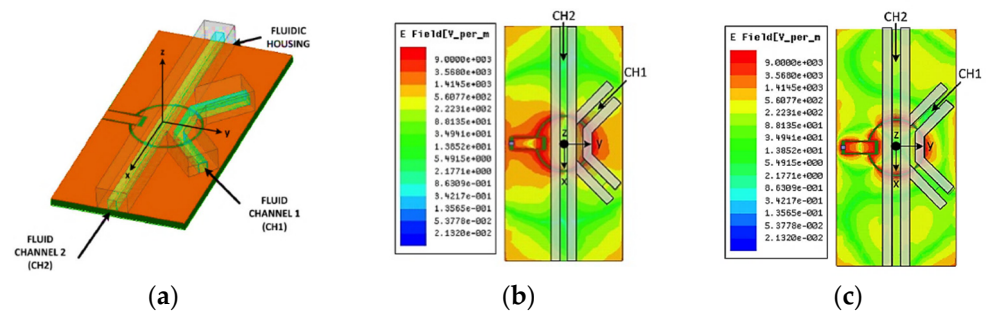 z
FLUIDIC
HOUSING
y
x
FLUID
CHANNEL 1
(CH1)
FLUID
CHANNEL 2
(CH2)
(a)
E Field[V_per_m
9.0000e+003
3.5680e+003
1.4145e+003
5.6077e+002
2.2231e+002
8.8135e+001
3.4941e+001
1.3852e+001
5.4915e+000
2.1771e+000
8.6309e-001
3.4217e-001
1.3565e-001
5.3778e-002
2.1320e-002
CH2
CH1
z
y
x
(b)
E Field[V_per_m
9.0000e+003
3.5680e+003
1.4145e+003
5.6077e+002
2.2231e+002
8.8135e+001
3.4941e+001
1.3852e+001
5.4915e+000
2.1771e+000
8.6309e-001
3.4217e-001
1.3565e-001
5.3778e-002
2.1320e-002
CH2
CH1
z
y
x
(c)